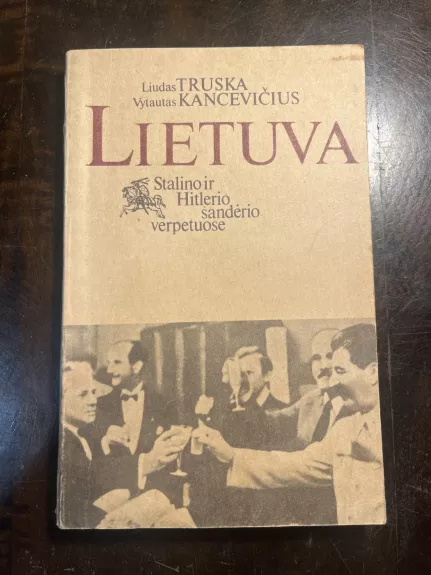 Liudas TRUSKA
Vytautas KANCEVIČIUS
LIETUVA
Stalino ir
Hitlerio
sandėrio
verpetuose